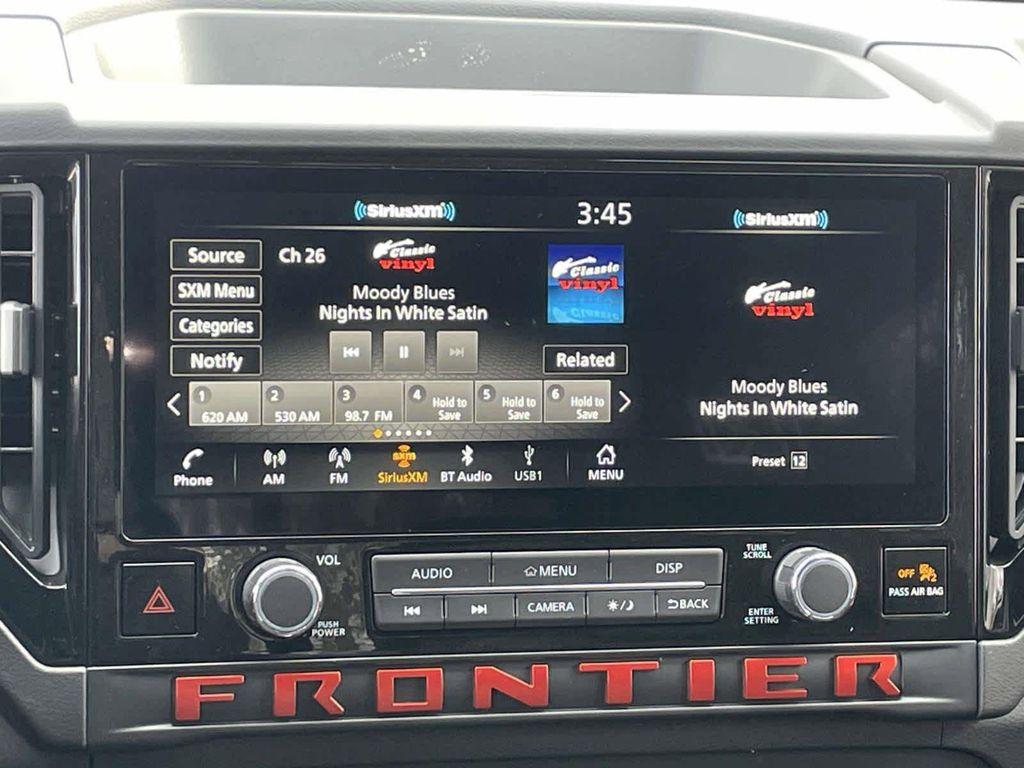 SiriusXM
3:45
SiriusXM
Source
Ch 26
Classic
vinyl
Classic
vinyl
SXM Menu
Moody Blues
Nights In White Satin
Categories
Notify
Related
1
620 AM
2
530 AM
3
98.7 FM
4
Hold to
Save
5
Hold to
Save
6
Hold to
Save
Phone
AM
FM
sxm
SiriusXM
BT Audio
USB1
MENU
Classic
vinyl
Moody Blues
Nights In White Satin
Preset 12
VOL
PUSH
POWER
AUDIO
MENU
DISP
CAMERA
BACK
TUNE
SCROLL
ENTER
SETTING
OFF
2
PASS AIR BAG
FRONTIER